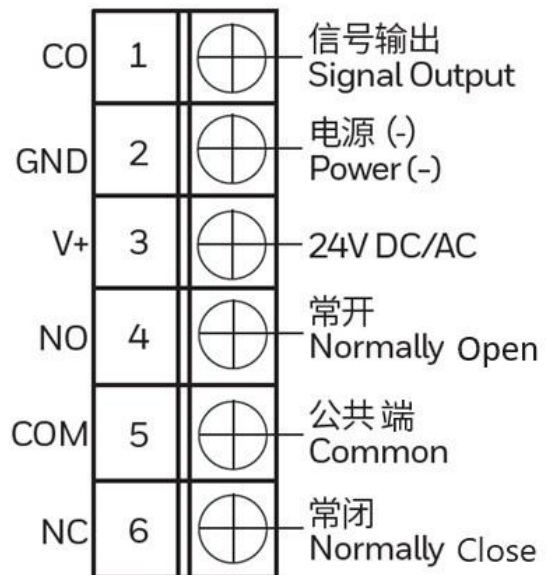 CO 1 信号输出
Signal Output
GND 2 电源 (-)
Power (-)
V+ 3 24V DC/AC
NO 4 常开
Normally Open
COM 5 公共端
Common
NC 6 常闭
Normally Close